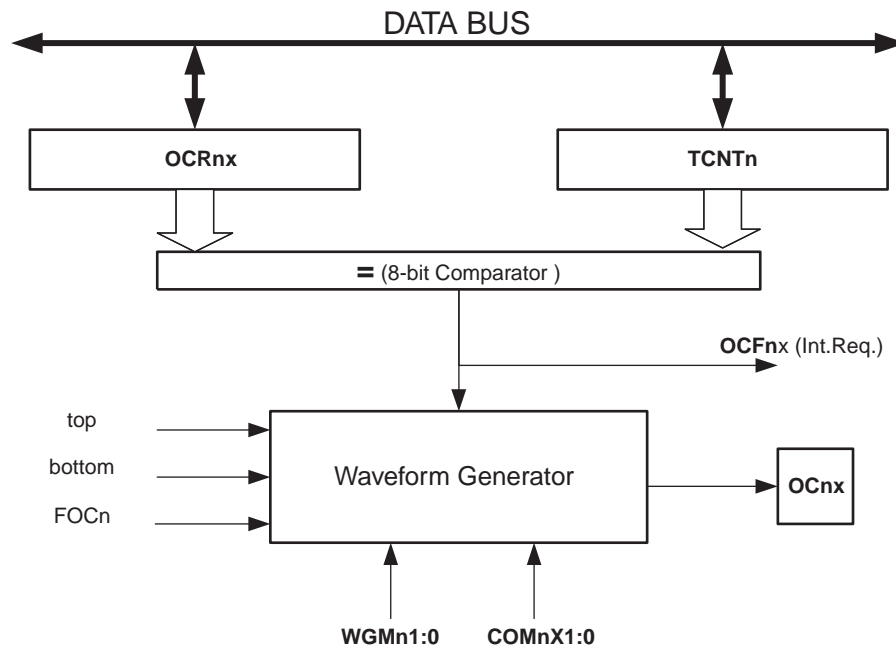 DATA BUS
OCRnx
TCNTn
= (8-bit Comparator )
OCFnx (Int.Req.)
top
bottom
FOCn
Waveform Generator
OCnx
WGMn1:0
COMnX1:0